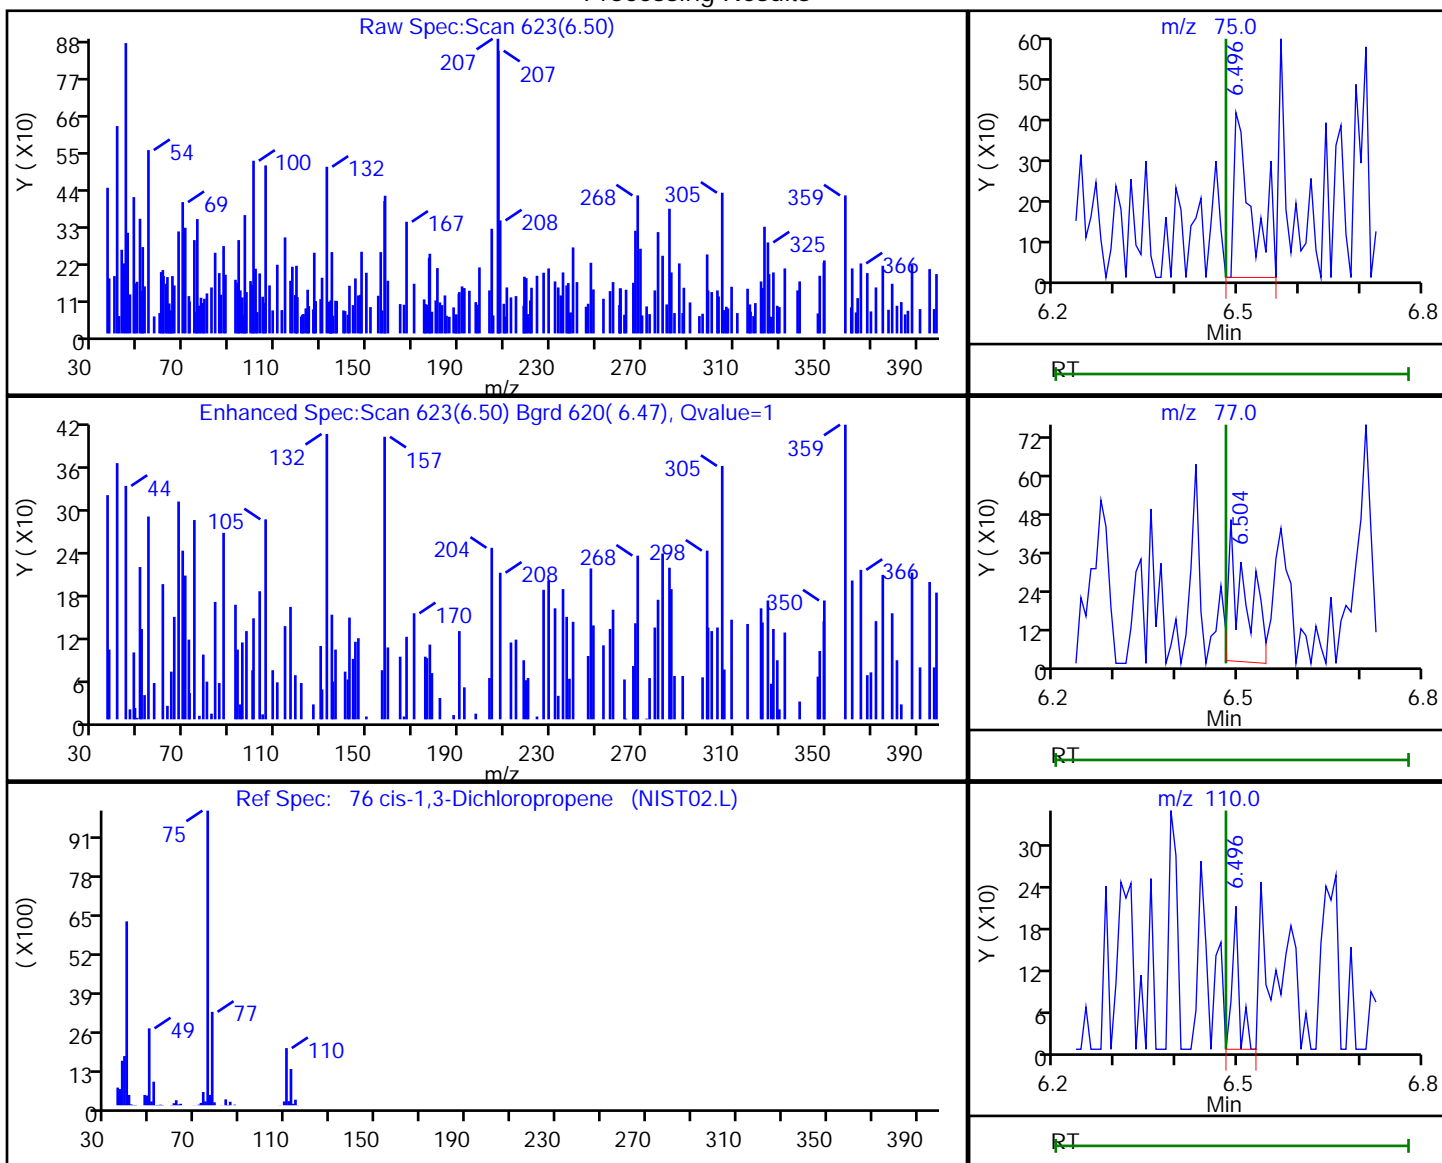 Processing Results
Raw Spec:Scan 623(6.50)
Y ( X10)
88
77
66
55
44
33
22
11
0
207
207
54
100
132
69
167
208
268
305
359
325
366
30 70 110 150 190 230 270 310 350 390
m/z
m/z 75.0
Y ( X10)
60
50
40
30
20
10
0
6.496
6.2 6.5 6.8
Min
RT
Enhanced Spec:Scan 623(6.50) Bgrd 620( 6.47), Qvalue=1
Y ( X10)
42
36
30
24
18
12
6
0
44
105
132
157
170
204
208
268
298
305
359
350
366
30 70 110 150 190 230 270 310 350 390
m/z
m/z 77.0
Y ( X10)
72
60
48
36
24
12
0
6.504
6.2 6.5 6.8
Min
RT
Ref Spec: 76 cis-1,3-Dichloropropene (NIST02.L)
( X100)
91
78
65
52
39
26
13
0
75
49
77
110
30 70 110 150 190 230 270 310 350 390
m/z 110.0
Y ( X10)
30
24
18
12
6
0
6.496
6.2 6.5 6.8
Min
RT